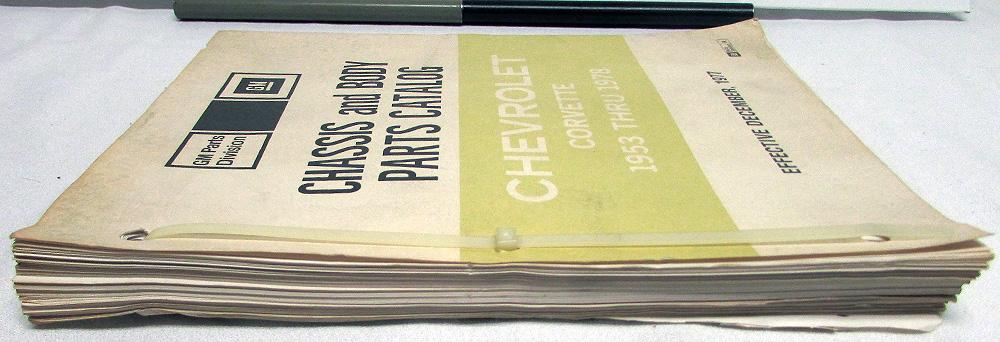 GM
GM Parts
Division
CHASSIS and BODY
PARTS CATALOG
CHEVROLET
CORVETTE
1953 THRU 1978
EFFECTIVE DECEMBER, 1977